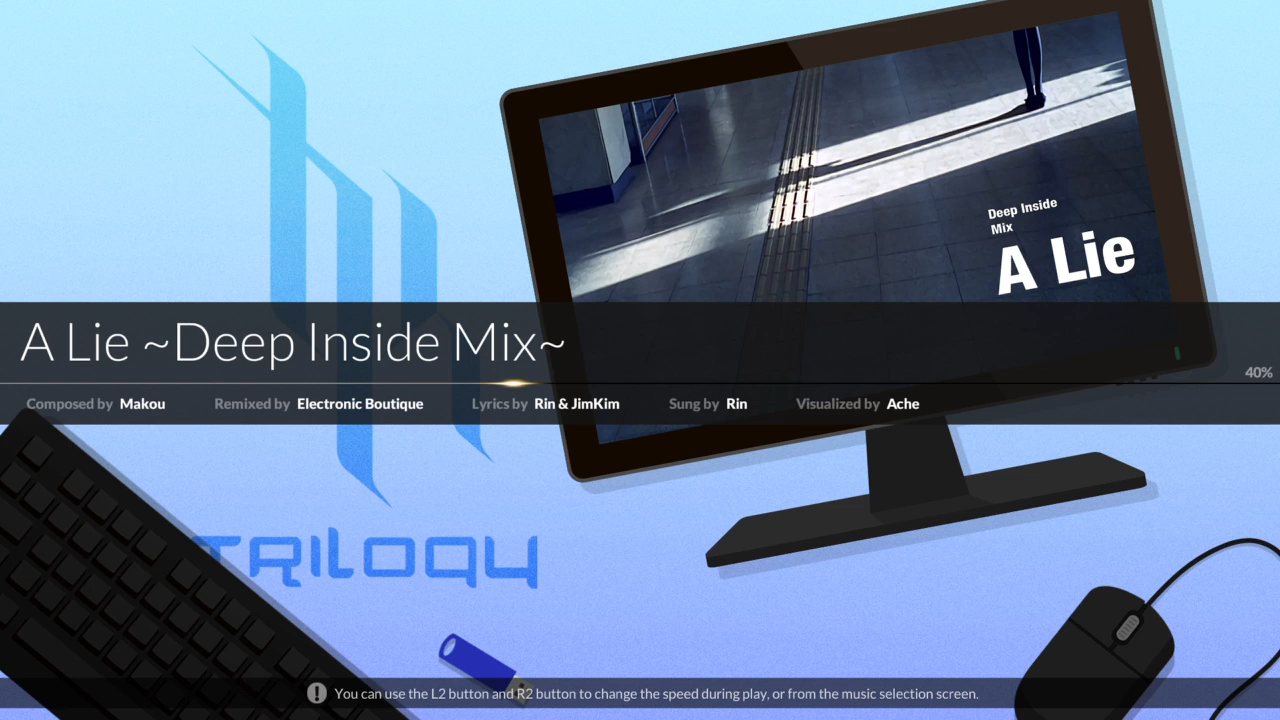 Deep Inside
Mix
A Lie
A Lie ~Deep Inside Mix~
40%
Composed by Makou Remixed by Electronic Boutique Lyrics by Rin & JimKim Sung by Rin Visualized by Ache
TRILOGY
You can use the L2 button and R2 button to change the speed during play, or from the music selection screen.